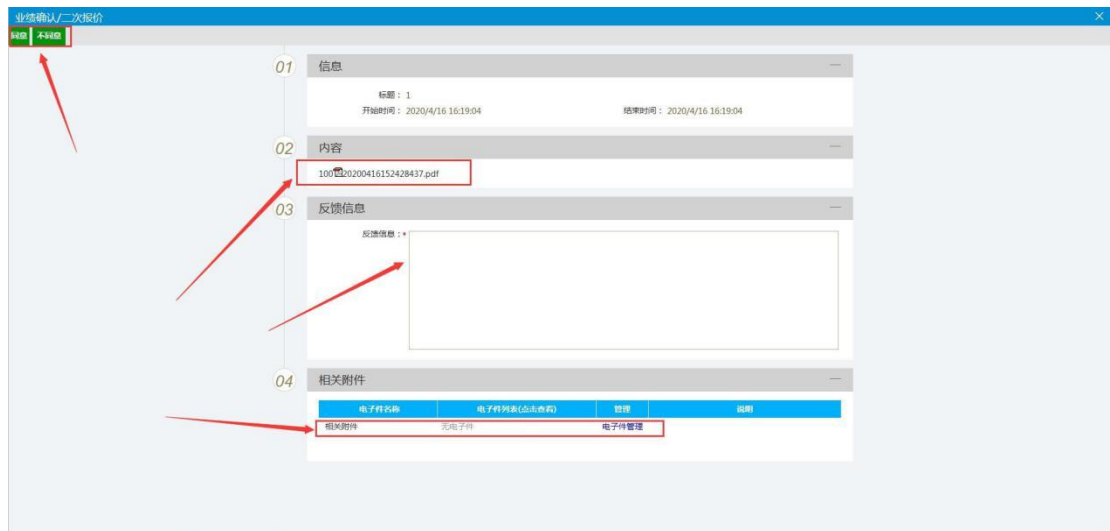 业绩确认/二次报价
同意 不同意
01 信息
标题： 1
开始时间： 2020/4/16 16:19:04 结束时间： 2020/4/16 16:19:04
02 内容
20200416152428437.pdf
03 反馈信息
反馈信息：*
04 相关附件
电子件名称 电子件列表(点击查看) 管理 说明
相关附件 无电子件 电子件管理